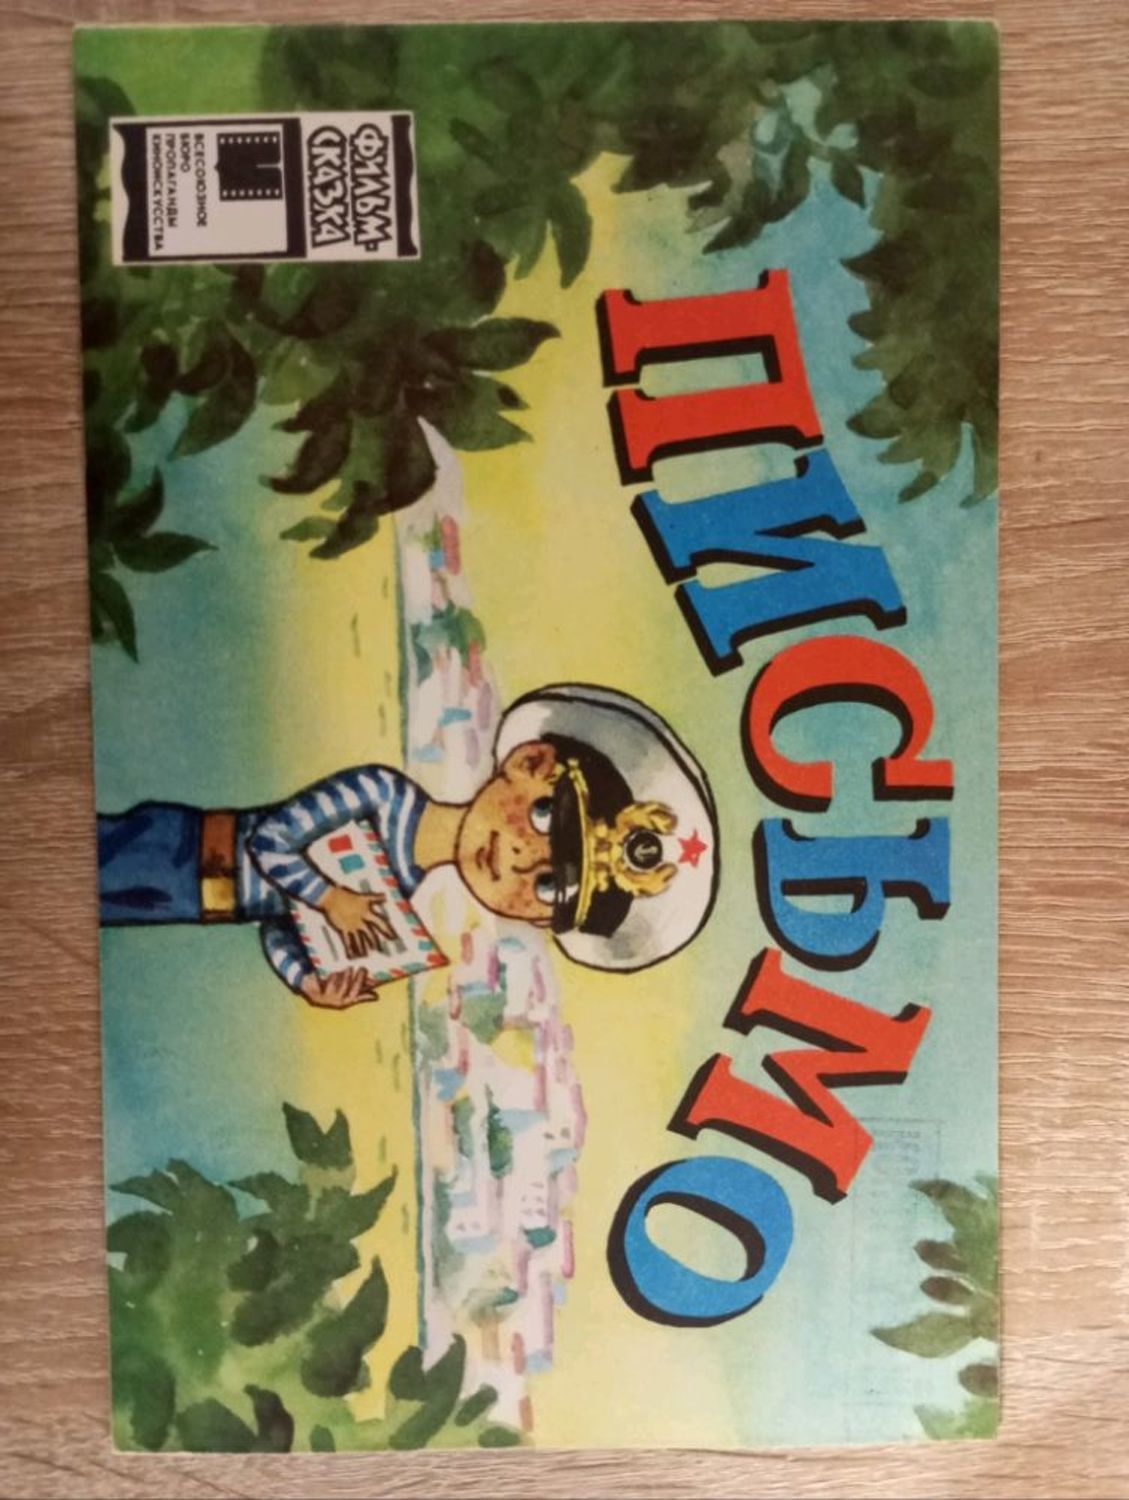 ПИСЬМО
ФИЛЬМ-
СКАЗКА
ВСЕСОЮЗНОЕ
БЮРО
ПРОПАГАНДЫ
КИНОИСКУССТВА